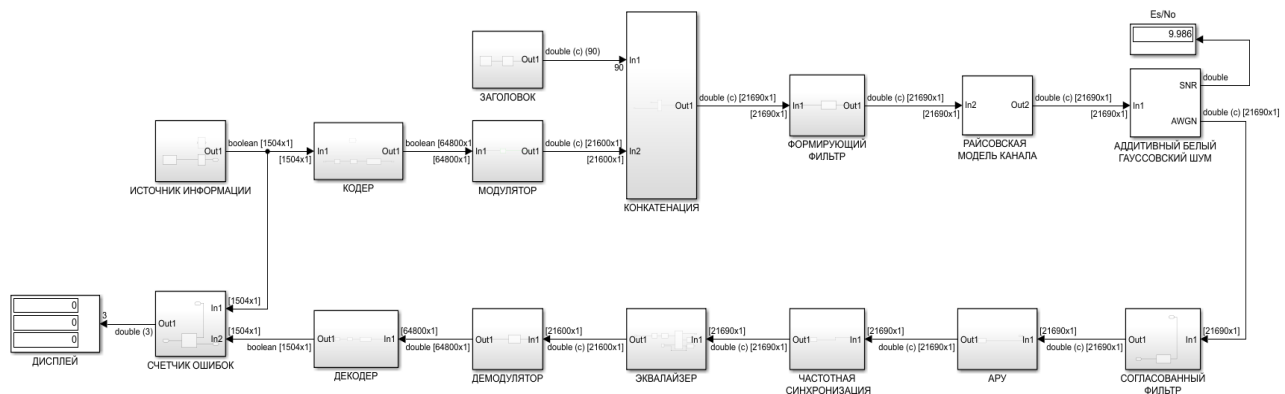 Es/No
9.986
double (c) (90)
Out1
90
In1
ЗАГОЛОВОК
double (c) [21690x1]
Out1
[21690x1]
In1
Out1
double (c) [21690x1]
[21690x1]
In2
Out2
double (c) [21690x1]
[21690x1]
In1
SNR
double
AWGN
double (c) [21690x1]
ФОРМИРУЮЩИЙ
ФИЛЬТР
РАЙСОВСКАЯ
МОДЕЛЬ КАНАЛА
АДДИТИВНЫЙ БЕЛЫЙ
ГАУССОВСКИЙ ШУМ
Out1
boolean [1504x1]
[1504x1]
In1
Out1
boolean [64800x1]
[64800x1]
In1
Out1
double (c) [21600x1]
[21600x1]
In2
ИСТОЧНИК ИНФОРМАЦИИ
КОДЕР
МОДУЛЯТОР
КОНКАТЕНАЦИЯ
0
0
0
3
double (3)
Out1
In1
[1504x1]
In2
[1504x1]
boolean [1504x1]
Out1
In1
[64800x1]
double [64800x1]
Out1
In1
[21600x1]
double (c) [21600x1]
Out1
In1
[21690x1]
double (c) [21690x1]
Out1
In1
[21690x1]
double (c) [21690x1]
Out1
In1
[21690x1]
double (c) [21690x1]
Out1
In1
[21690x1]
ДИСПЛЕЙ
СЧЕТЧИК ОШИБОК
ДЕКОДЕР
ДЕМОДУЛЯТОР
ЭКВАЛАЙЗЕР
ЧАСТОТНАЯ
СИНХРОНИЗАЦИЯ
АРУ
СОГЛАСОВАННЫЙ
ФИЛЬТР